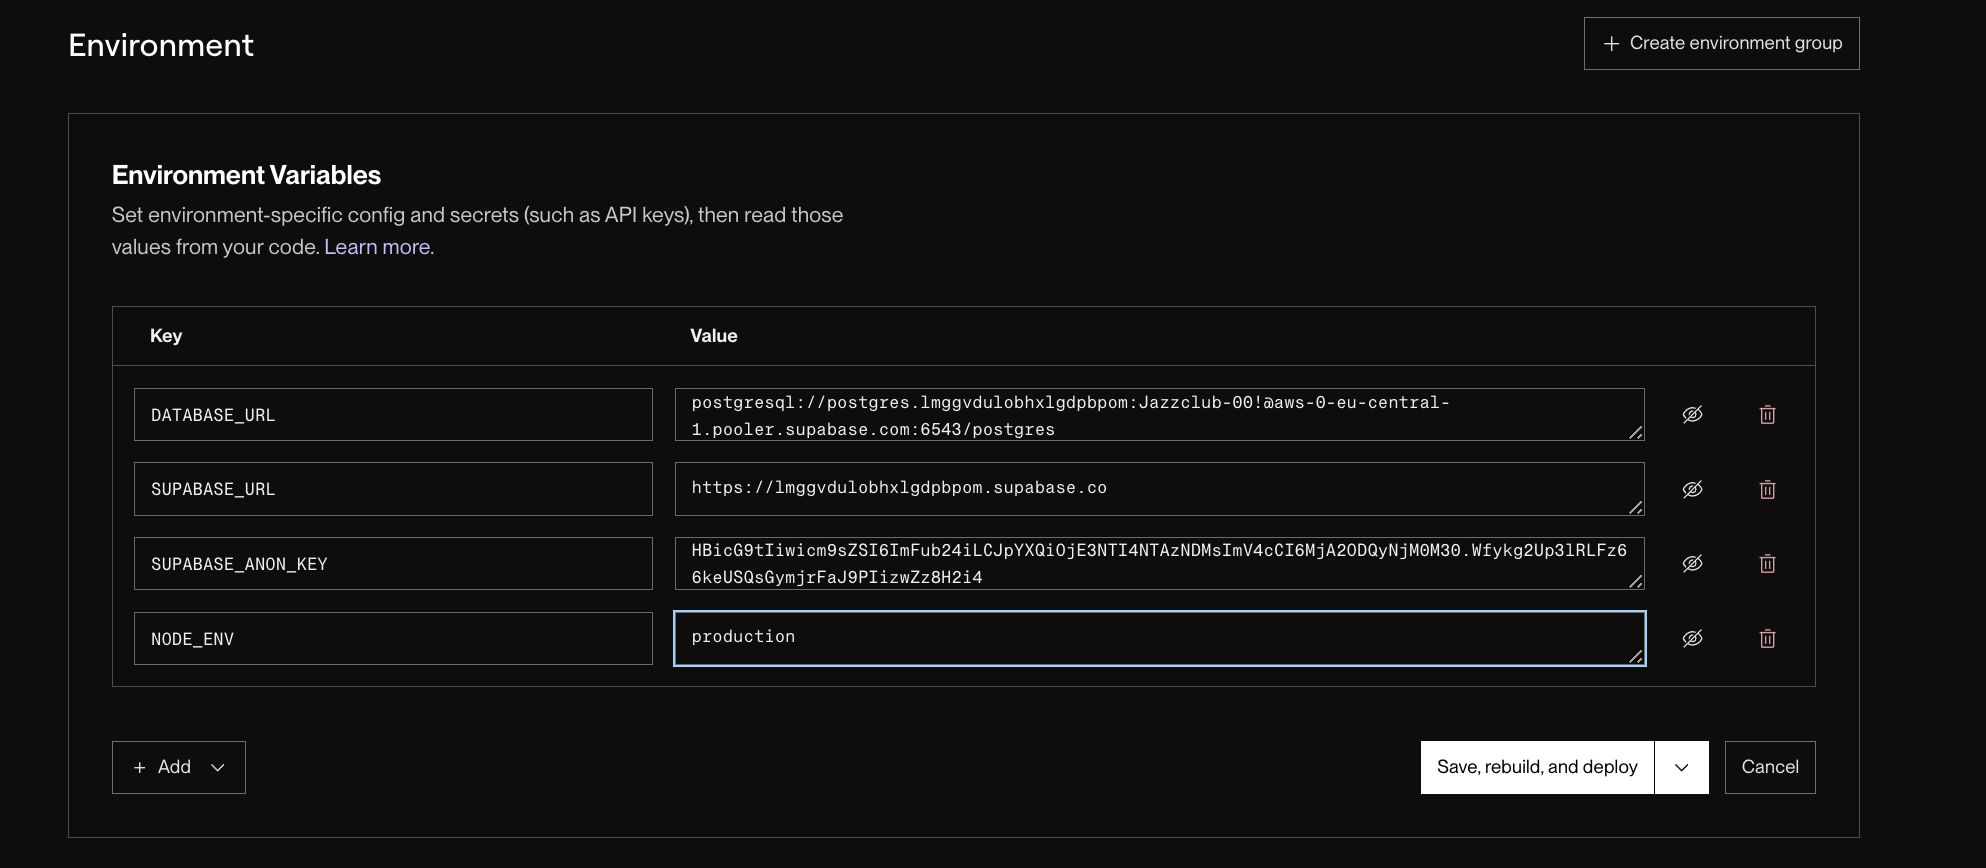 Environment
+ Create environment group
Environment Variables
Set environment-specific config and secrets (such as API keys), then read those
values from your code. Learn more.
Key Value
DATABASE_URL
postgresql://postgres.lmggvdulobhxlgdpbpom:Jazzclub-00!@aws-0-eu-central-
1.pooler.supabase.com:6543/postgres
SUPABASE_URL
https://lmggvdulobhxlgdpbpom.supabase.co
SUPABASE_ANON_KEY
HBicG9tIiwicm9sZSI6ImFub24iLCJpYXQiOjE3NTI4NTAzNDMsImV4cCI6MjA2ODQyNjM0M30.Wfykg2Up3lRLFz6
6keUSQsGymjrFaJ9PIizwZz8H2i4
NODE_ENV
production
+ Add
Save, rebuild, and deploy
Cancel